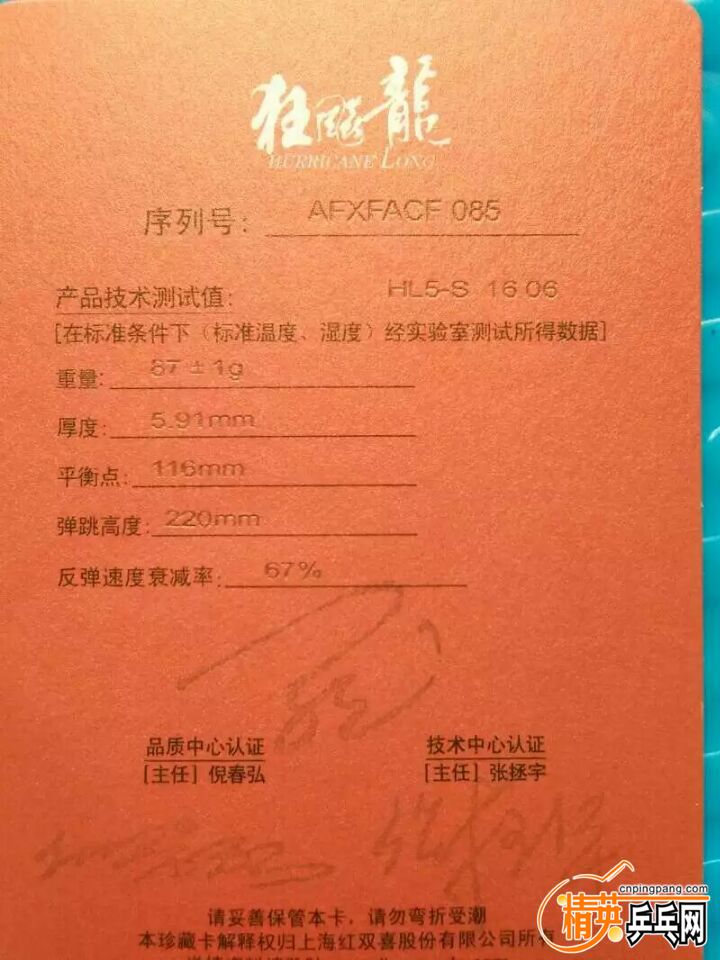 狂飚龍
HURRICANE LONG
序列号: AFXFACF 085
产品技术测试值: HL5-S 16 06
[在标准条件下（标准温度、湿度）经实验室测试所得数据]
重量: 87±1g
厚度: 5.91mm
平衡点: 116mm
弹跳高度: 220mm
反弹速度衰减率: 67%
品质中心认证 技术中心认证
[主任] 倪春弘 [主任] 张拯宇
请妥善保管本卡，请勿弯折受潮
本珍藏卡解释权归上海红双喜股份有限公司所有
cnpingpang.com
精英乒乓网